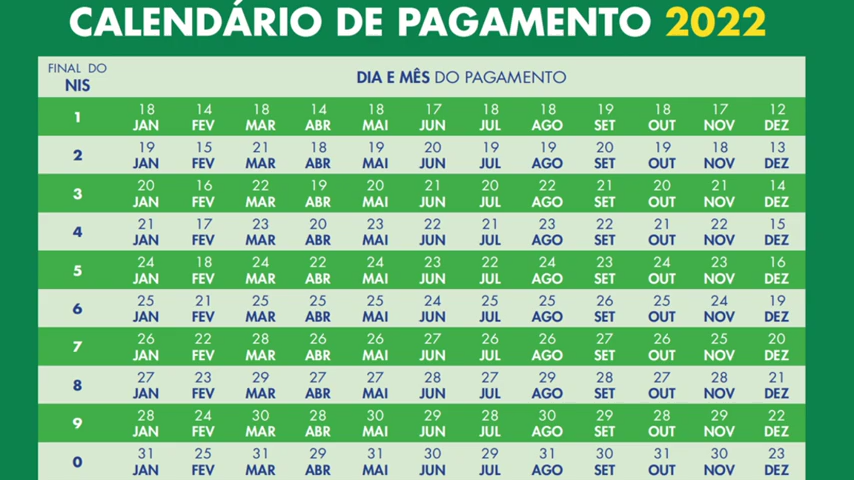 CALENDÁRIO DE PAGAMENTO 2022
FINAL DO NIS DIA E MÊS DO PAGAMENTO
1 18 JAN 14 FEV 18 MAR 14 ABR 18 MAI 17 JUN 18 JUL 18 AGO 19 SET 18 OUT 17 NOV 12 DEZ
2 19 JAN 15 FEV 21 MAR 18 ABR 19 MAI 20 JUN 19 JUL 19 AGO 20 SET 19 OUT 18 NOV 13 DEZ
3 20 JAN 16 FEV 22 MAR 19 ABR 20 MAI 21 JUN 20 JUL 22 AGO 21 SET 20 OUT 21 NOV 14 DEZ
4 21 JAN 17 FEV 23 MAR 20 ABR 23 MAI 22 JUN 21 JUL 23 AGO 22 SET 21 OUT 22 NOV 15 DEZ
5 24 JAN 18 FEV 24 MAR 22 ABR 24 MAI 23 JUN 22 JUL 24 AGO 23 SET 24 OUT 23 NOV 16 DEZ
6 25 JAN 21 FEV 25 MAR 25 ABR 25 MAI 24 JUN 25 JUL 25 AGO 26 SET 25 OUT 24 NOV 19 DEZ
7 26 JAN 22 FEV 28 MAR 26 ABR 26 MAI 27 JUN 26 JUL 26 AGO 27 SET 26 OUT 25 NOV 20 DEZ
8 27 JAN 23 FEV 29 MAR 27 ABR 27 MAI 28 JUN 27 JUL 29 AGO 28 SET 27 OUT 28 NOV 21 DEZ
9 28 JAN 24 FEV 30 MAR 28 ABR 30 MAI 29 JUN 28 JUL 30 AGO 29 SET 28 OUT 29 NOV 22 DEZ
0 31 JAN 25 FEV 31 MAR 29 ABR 31 MAI 30 JUN 29 JUL 31 AGO 30 SET 31 OUT 30 NOV 23 DEZ